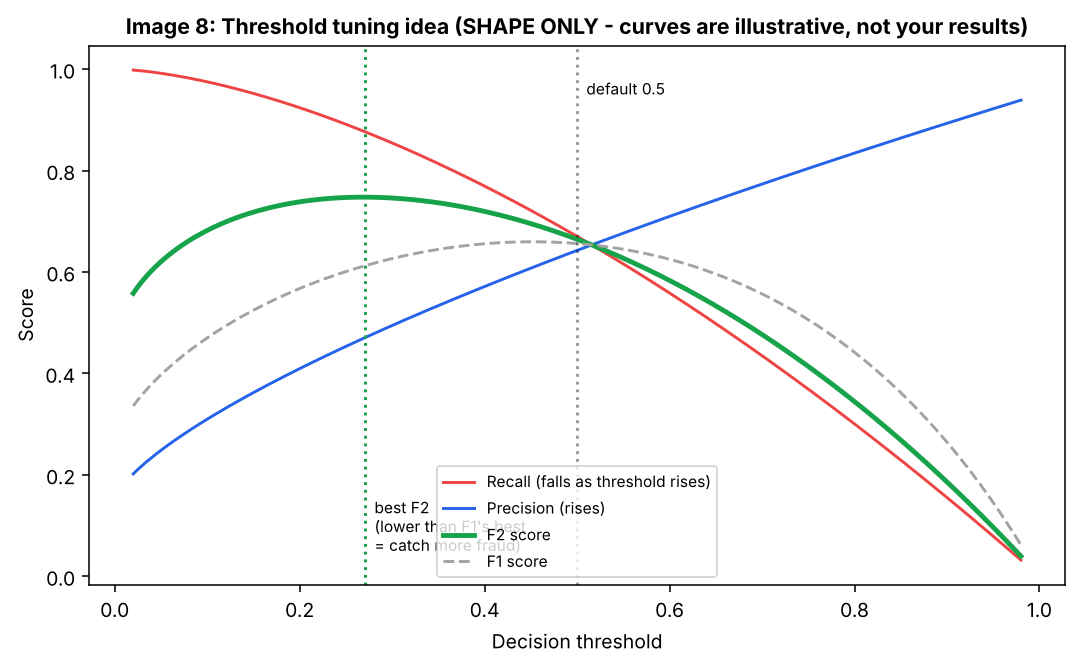 Image 8: Threshold tuning idea (SHAPE ONLY - curves are illustrative, not your results)
1.0
0.8
0.6
0.4
0.2
0.0
Score
default 0.5
best F2
(lower than F1's best
= catch more fraud)
Recall (falls as threshold rises)
Precision (rises)
F2 score
F1 score
0.0
0.2
0.4
0.6
0.8
1.0
Decision threshold